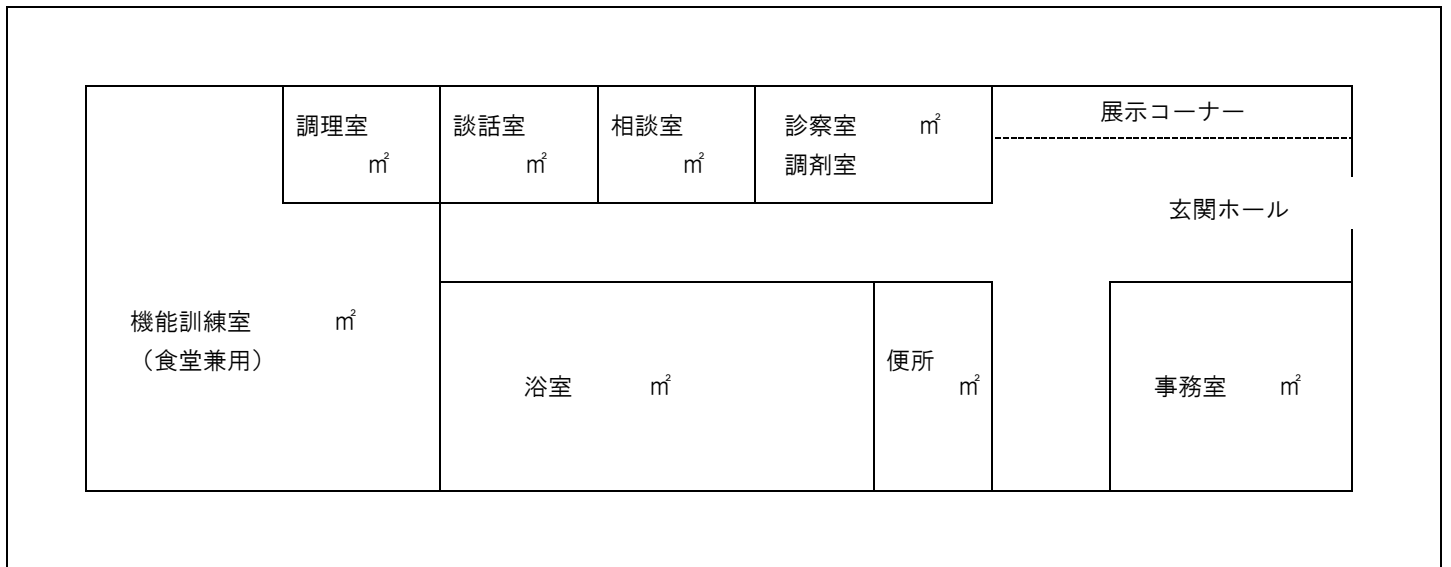 調理室
㎡
談話室
㎡
相談室
㎡
診察室 ㎡
調剤室
展示コーナー
玄関ホール
機能訓練室 ㎡
（食堂兼用）
浴室 ㎡
便所
㎡
事務室 ㎡